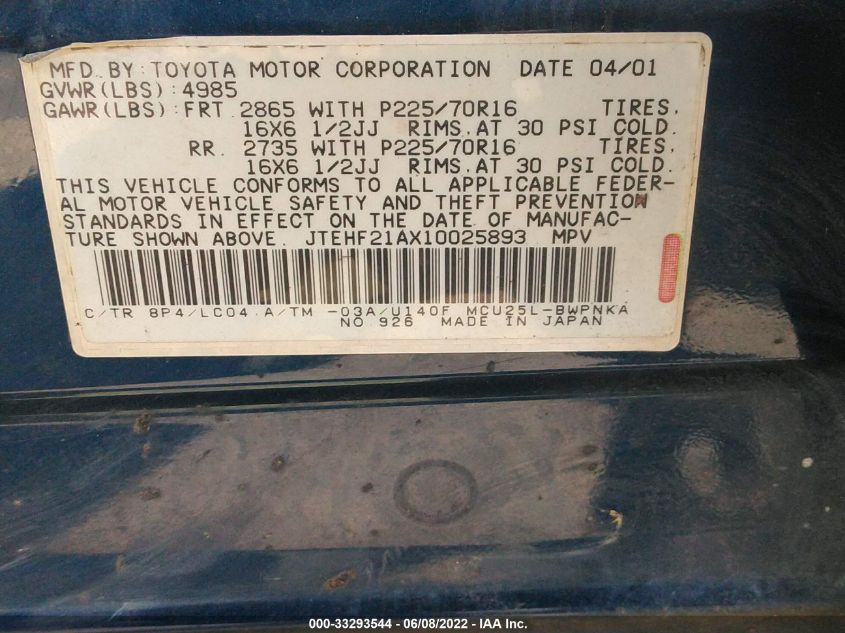 MFD. BY: TOYOTA MOTOR CORPORATION DATE 04/01
GVWR(LBS):4985
GAWR(LBS):FRT. 2865 WITH P225/70R16 TIRES,
16X6 1/2JJ RIMS.AT 30 PSI COLD.
RR. 2735 WITH P225/70R16 TIRES,
16X6 1/2JJ RIMS.AT 30 PSI COLD.
THIS VEHICLE CONFORMS TO ALL APPLICABLE FEDER-
AL MOTOR VEHICLE SAFETY AND THEFT PREVENTION
STANDARDS IN EFFECT ON THE DATE OF MANUFAC-
TURE SHOWN ABOVE. JTEHF21AX10025893 MPV
C/TR 8P4/LC04 A/TM -03A/U140F MCU25L-BWPNKA
NO.926 MADE IN JAPAN
000-33293544 - 06/08/2022 - IAA Inc.